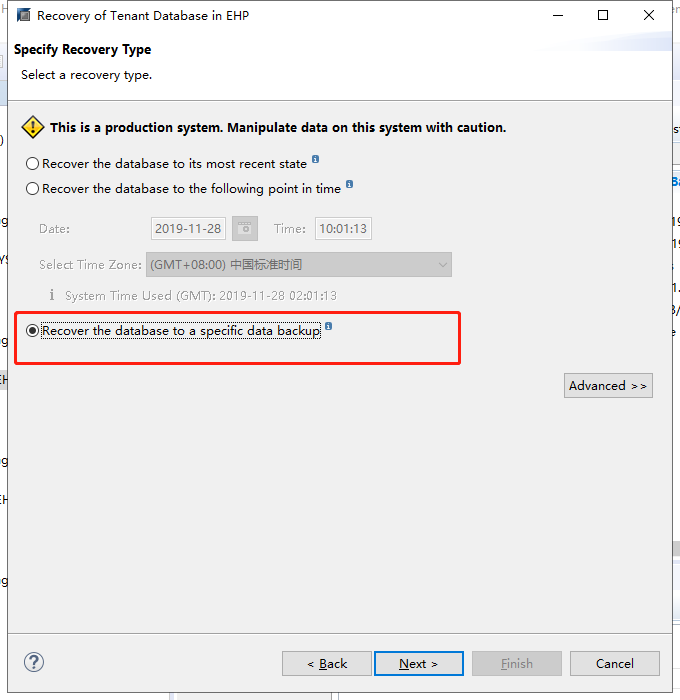 Recovery of Tenant Database in EHP
Specify Recovery Type
Select a recovery type.
This is a production system. Manipulate data on this system with caution.
Recover the database to its most recent state
Recover the database to the following point in time
Date: 2019-11-28 Time: 10:01:13
Select Time Zone: (GMT+08:00) 中国标准时间
System Time Used (GMT): 2019-11-28 02:01:13
Recover the database to a specific data backup
Advanced >>
< Back Next > Finish Cancel